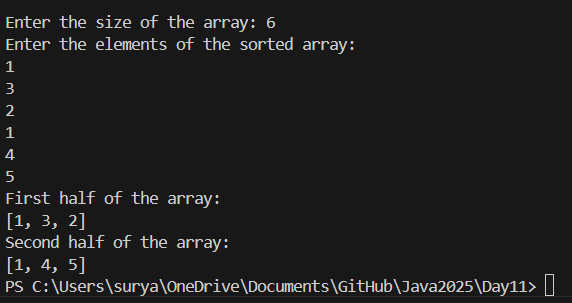 Enter the size of the array: 6
Enter the elements of the sorted array:
1
3
2
1
4
5
First half of the array:
[1, 3, 2]
Second half of the array:
[1, 4, 5]
PS C:\Users\surya\OneDrive\Documents\GitHub\Java2025\Day11>